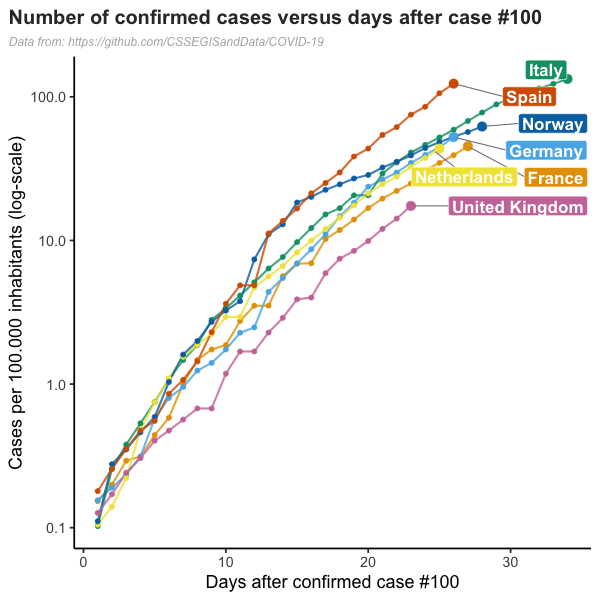 Number of confirmed cases versus days after case #100
Data from: https://github.com/CSSEGISandData/COVID-19
Cases per 100.000 inhabitants (log-scale)
100.0
10.0
1.0
0.1
Italy
Spain
Norway
Germany
Netherlands
France
United Kingdom
0
10
20
30
Days after confirmed case #100